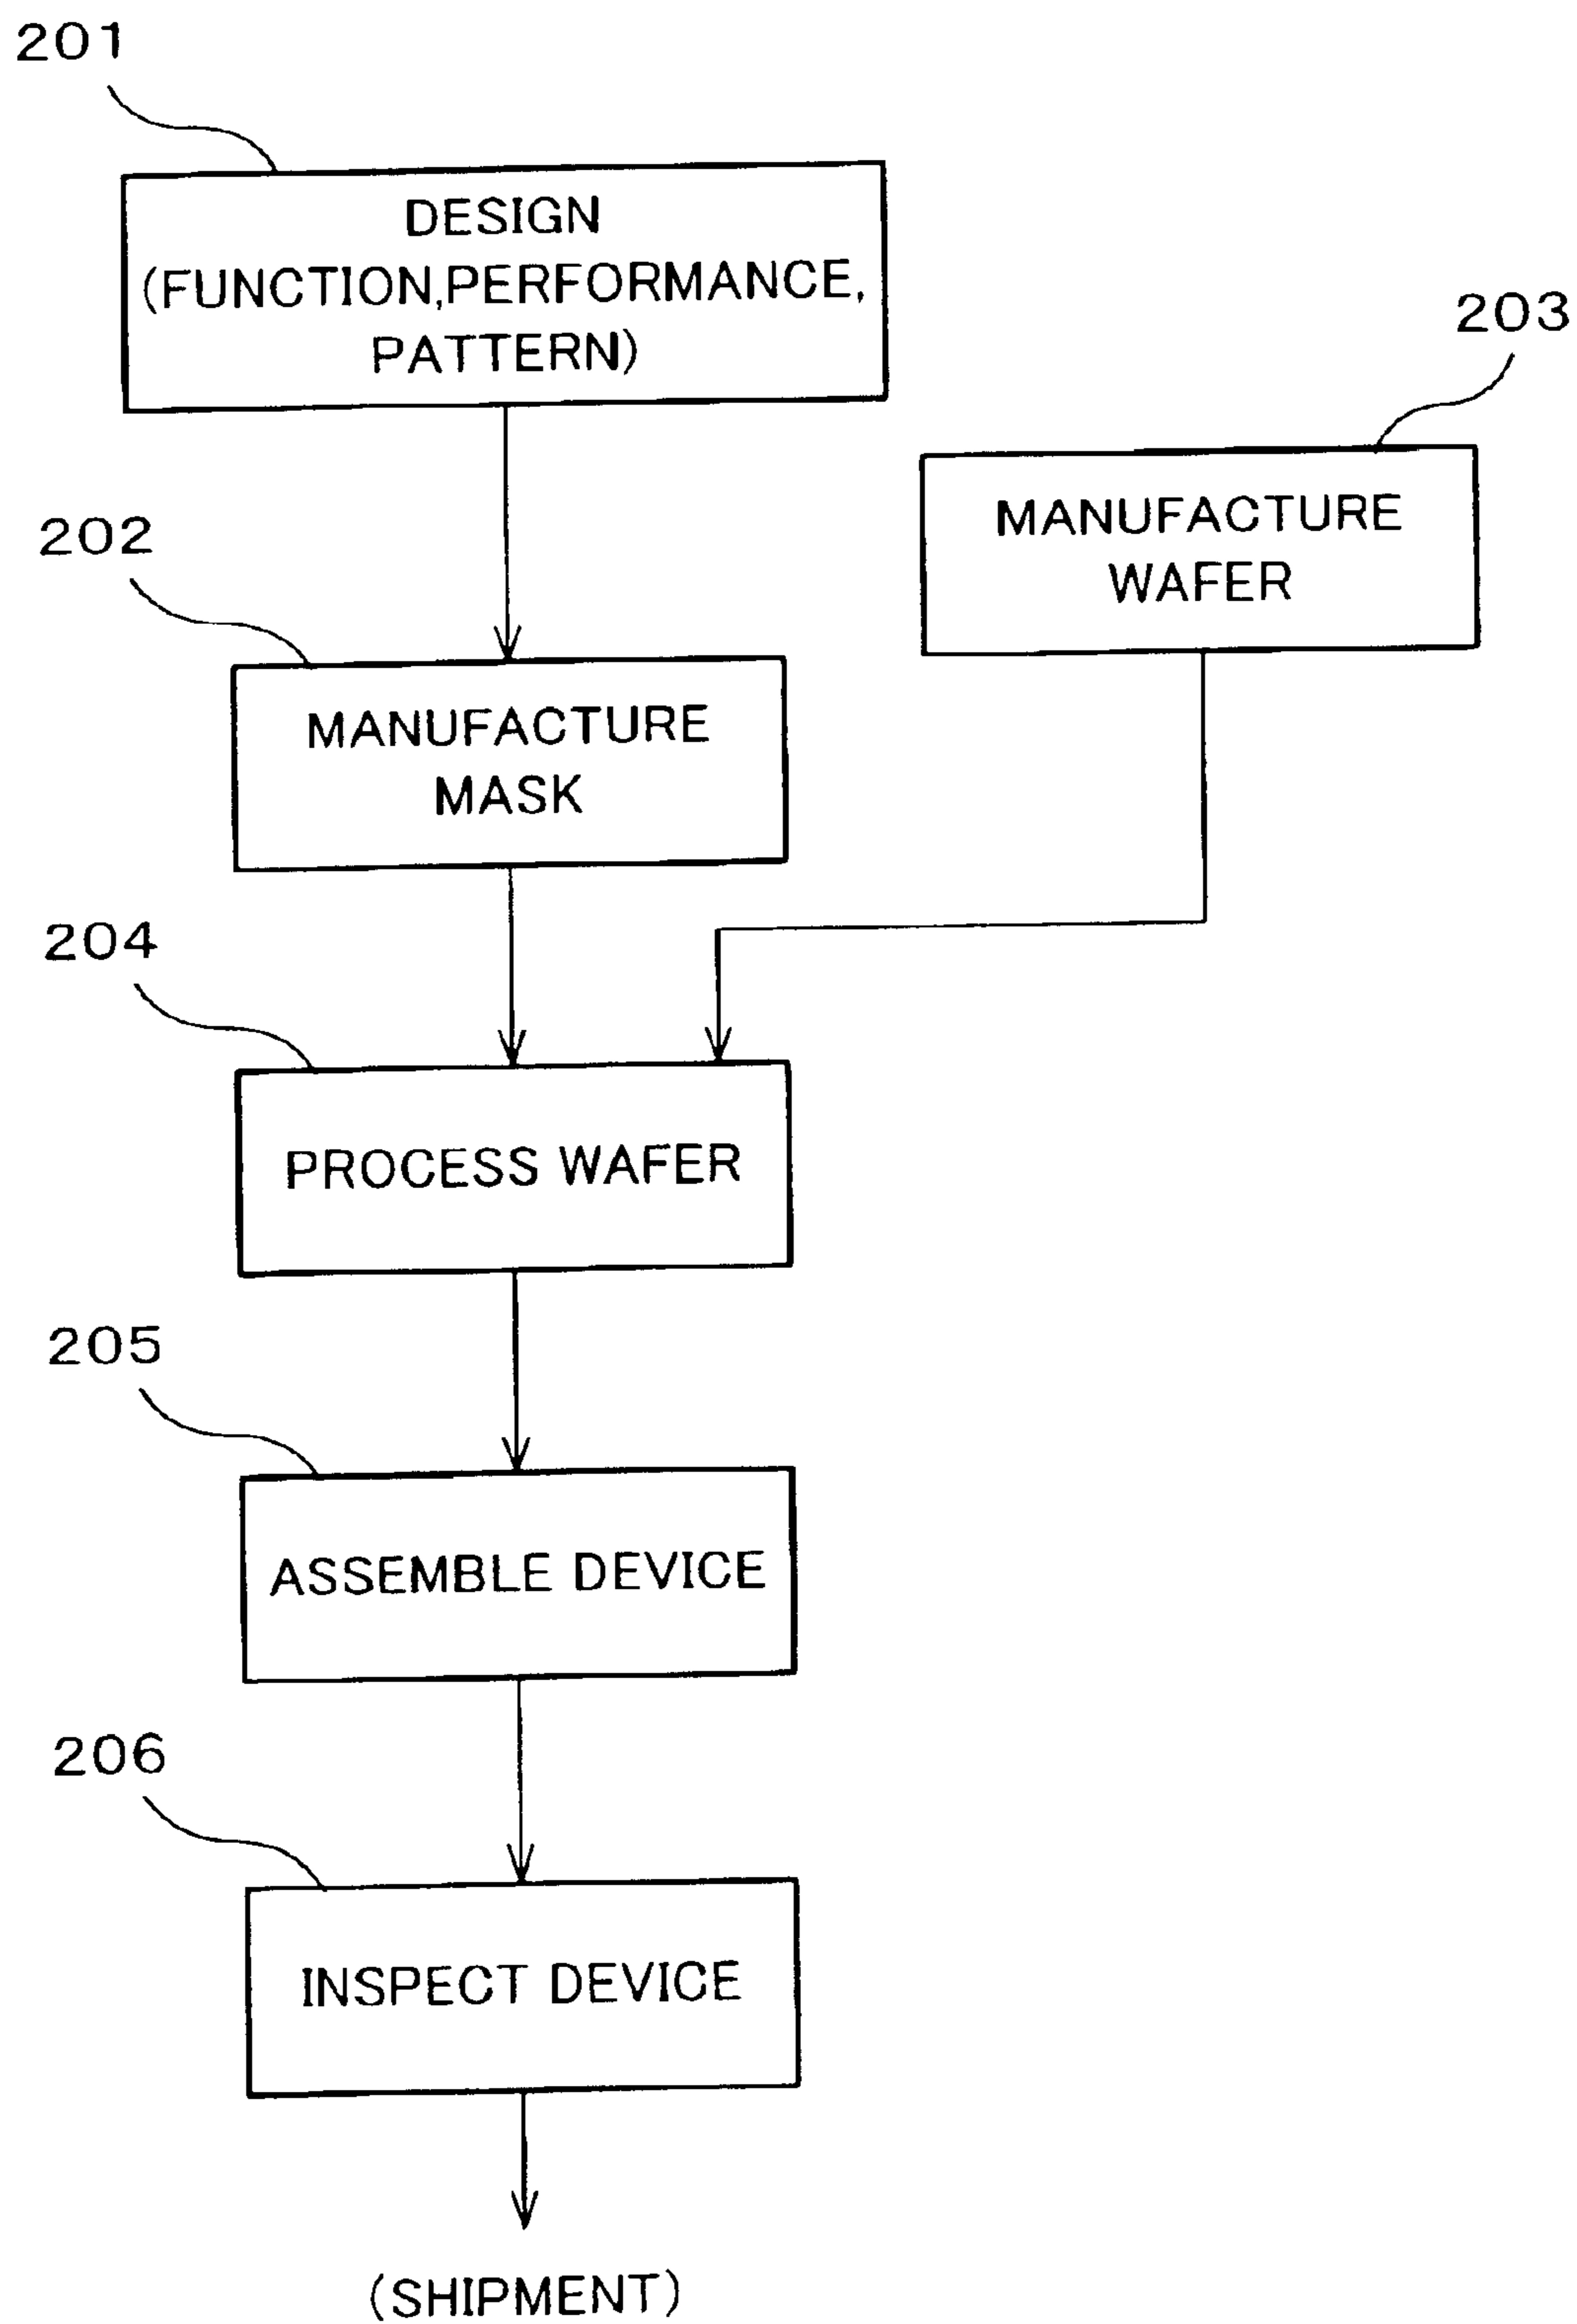 201
DESIGN
(FUNCTION,PERFORMANCE,
PATTERN)
203
MANUFACTURE
WAFER
202
MANUFACTURE
MASK
204
PROCESS WAFER
205
ASSEMBLE DEVICE
206
INSPECT DEVICE
(SHIPMENT)